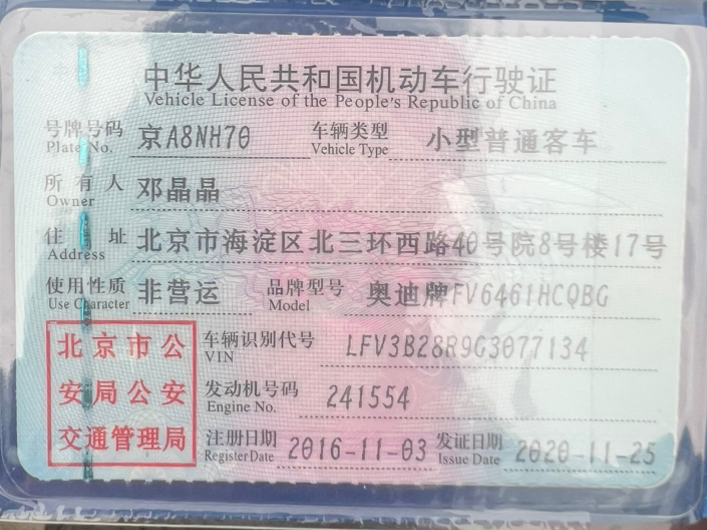 中华人民共和国机动车行驶证
Vehicle License of the People's Republic of China
号牌号码 京A8NH70 车辆类型 小型普通客车
Plate No. Vehicle Type
所有人 邓晶晶
Owner
住址 北京市海淀区北三环西路40号院8号楼17号
Address
使用性质 非营运 品牌型号 奥迪牌FV6461HCQBG
Use Character Model
北京市公
安局公安
交通管理局
车辆识别代号 LFV3B28R9G3077134
VIN
发动机号码 241554
Engine No.
注册日期 2016-11-03 发证日期 2020-11-25
Register Date Issue Date